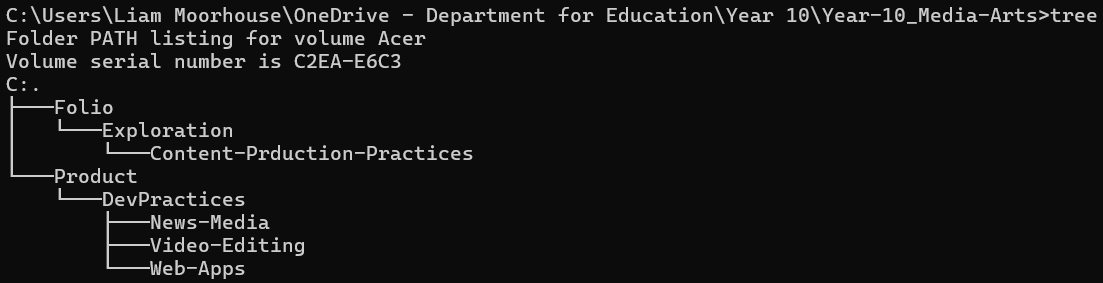 C:\Users\Liam Moorhouse\OneDrive - Department for Education\Year 10\Year-10_Media-Arts>tree
Folder PATH listing for volume Acer
Volume serial number is C2EA-E6C3
C:.
├───Folio
│   └───Exploration
│       └───Content-Prduction-Practices
└───Product
    └───DevPractices
        ├───News-Media
        ├───Video-Editing
        └───Web-Apps